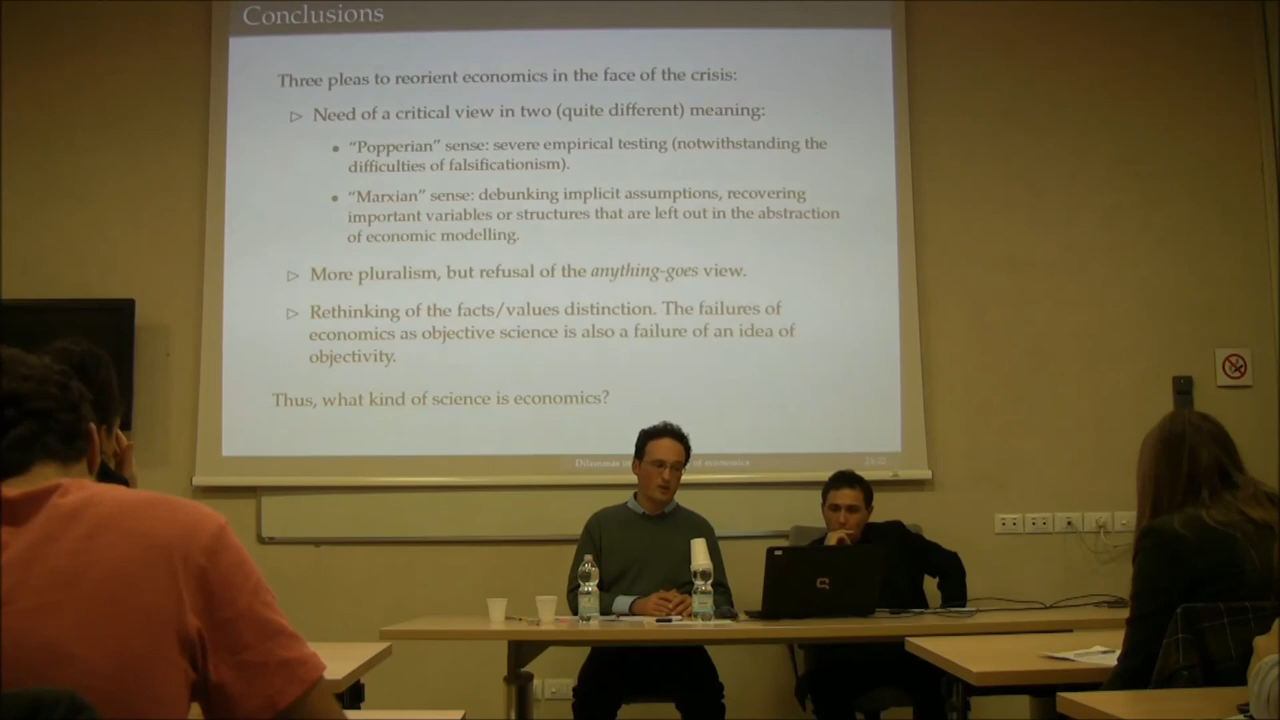 Conclusions
Three pleas to reorient economics in the face of the crisis:
Need of a critical view in two (quite different) meaning:
"Popperian" sense: severe empirical testing (notwithstanding the
difficulties of falsificationism).
"Marxian" sense: debunking implicit assumptions, recovering
important variables or structures that are left out in the abstraction
of economic modelling.
More pluralism, but refusal of the anything-goes view.
Rethinking of the facts/values distinction. The failures of
economics as objective science is also a failure of an idea of
objectivity.
Thus, what kind of science is economics?
Dilemmas of economics